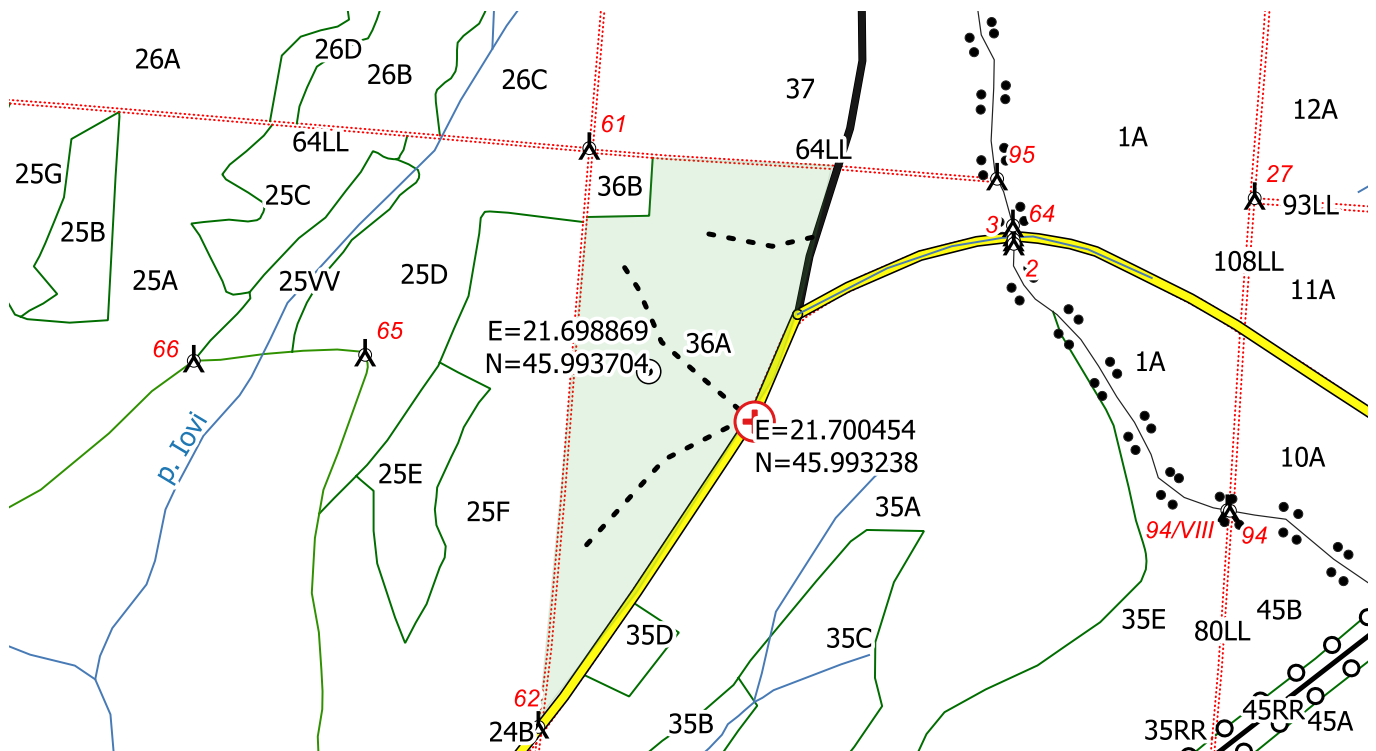 26A
26D
26B
26C
37
12A
1A
61
64LL
64LL
95
25G
36B
27
25C
93LL
25B
3
64
108LL
2
25A
25VV
25D
11A
E=21.698869
N=45.993704
36A
66
65
1A
p. Iovi
E=21.700454
N=45.993238
10A
25E
25F
35A
94/VIII
94
35D
35C
35E
45B
80LL
62
24B
35B
35RR
45RR
45A